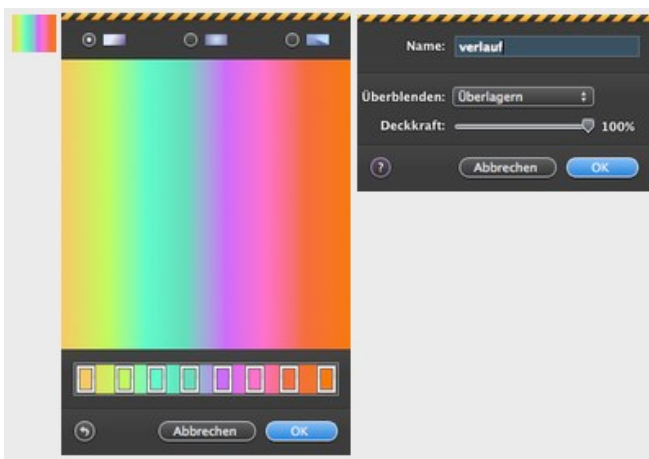 Name: verlauf
Überblenden: Überlagern
Deckkraft: 100%
? Abbrechen OK
Abbrechen OK